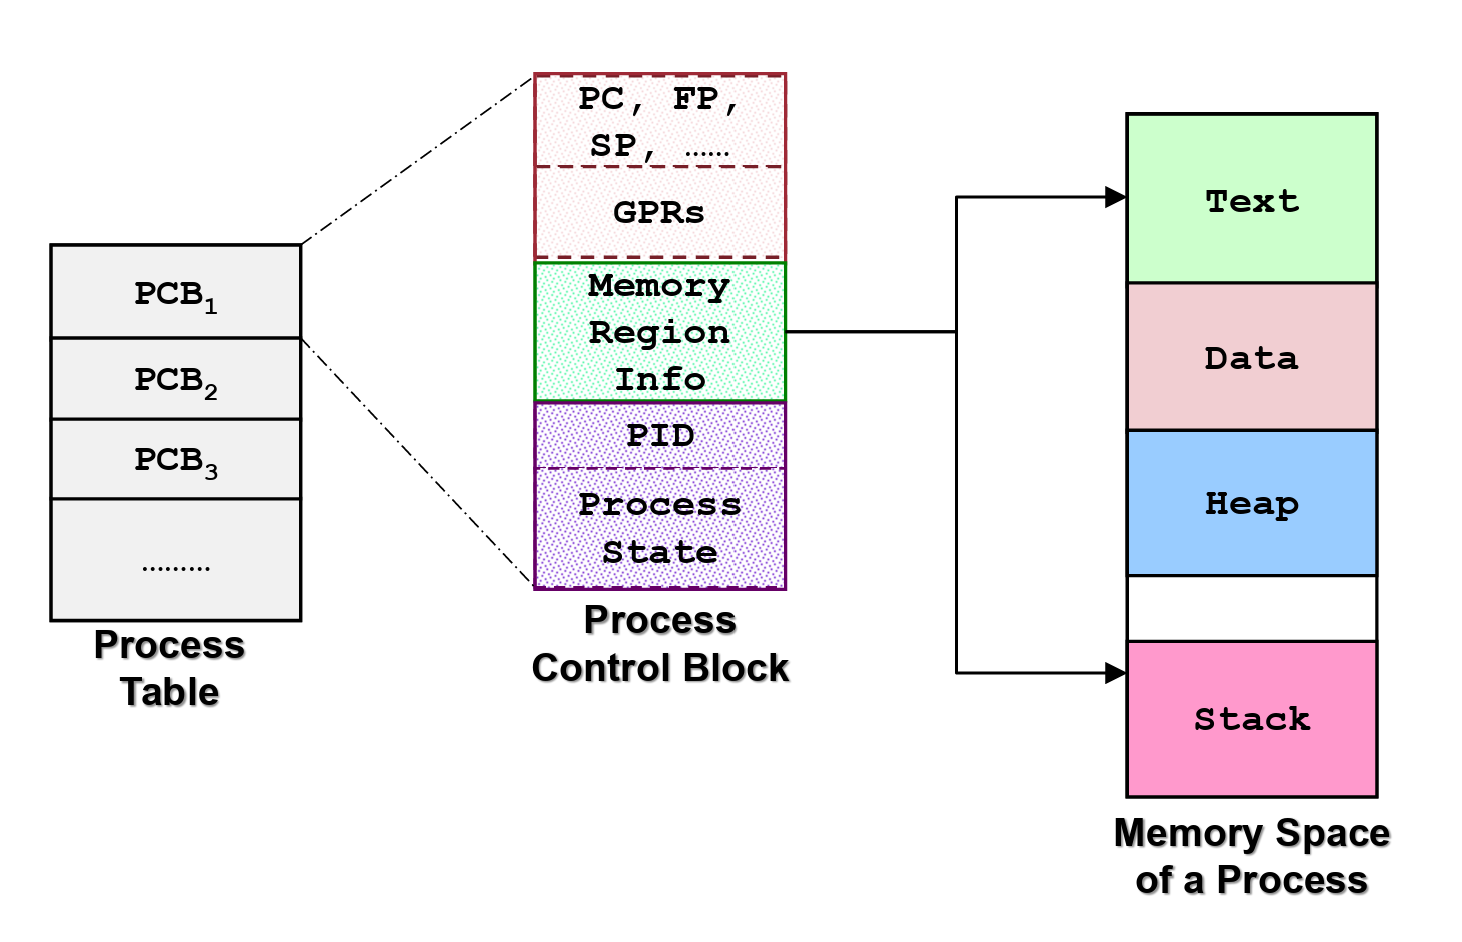 PCB1
PCB2
PCB3
.........
Process
Table
PC, FP,
SP, ……
GPRs
Memory
Region
Info
PID
Process
State
Process
Control Block
Text
Data
Heap
Stack
Memory Space
of a Process